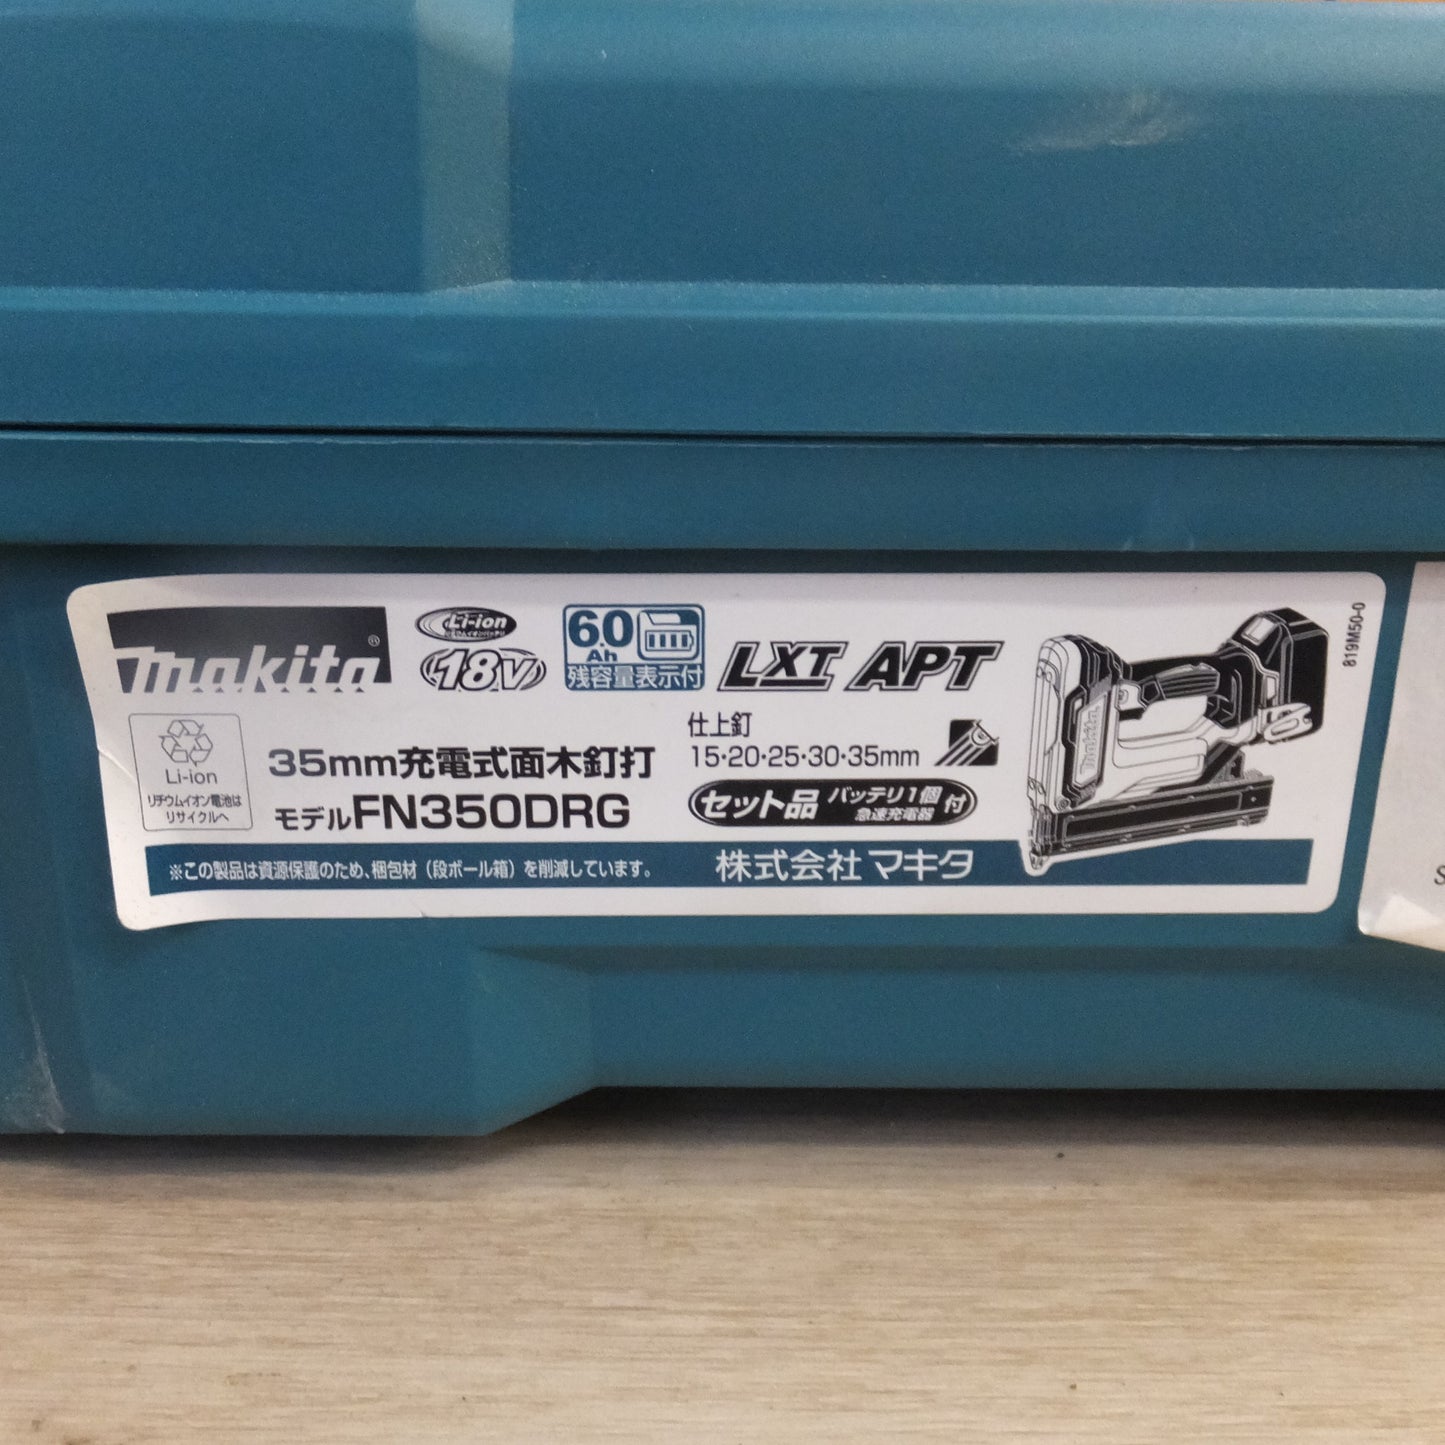 makita®
Li-ion
18V
6.0
Ah
残容量表示付
LXT APT
819M50-0
仕上釘
15・20・25・30・35mm
35mm充電式面木釘打
モデルFN350DRG
セット品 バッテリ1個 急速充電器 付
Li-ion
リチウムイオン電池は
リサイクルへ
※この製品は資源保護のため、梱包材（段ボール箱）を削減しています。
株式会社 マキタ
makita
S